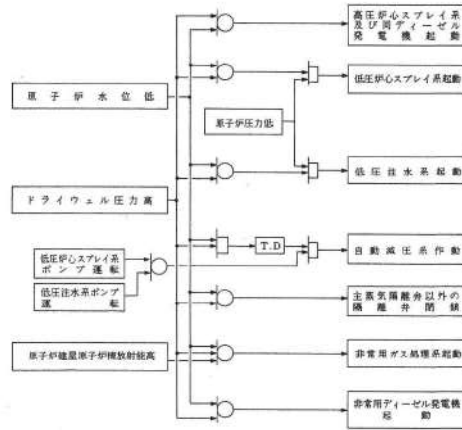 高圧炉心スプレイ系
及び同ディーゼル
発電機起動
原子炉水位低
低圧炉心スプレイ系起動
原子炉圧力低
低圧注水系起動
ドライウェル圧力高
低圧炉心スプレイ系
ポンプ運転
T.D
自動減圧系作動
低圧注水系ポンプ
運転
主蒸気隔離弁以外の
隔離弁閉鎖
原子炉建屋原子炉棟放射能高
非常用ガス処理系起動
非常用ディーゼル発電機
起動